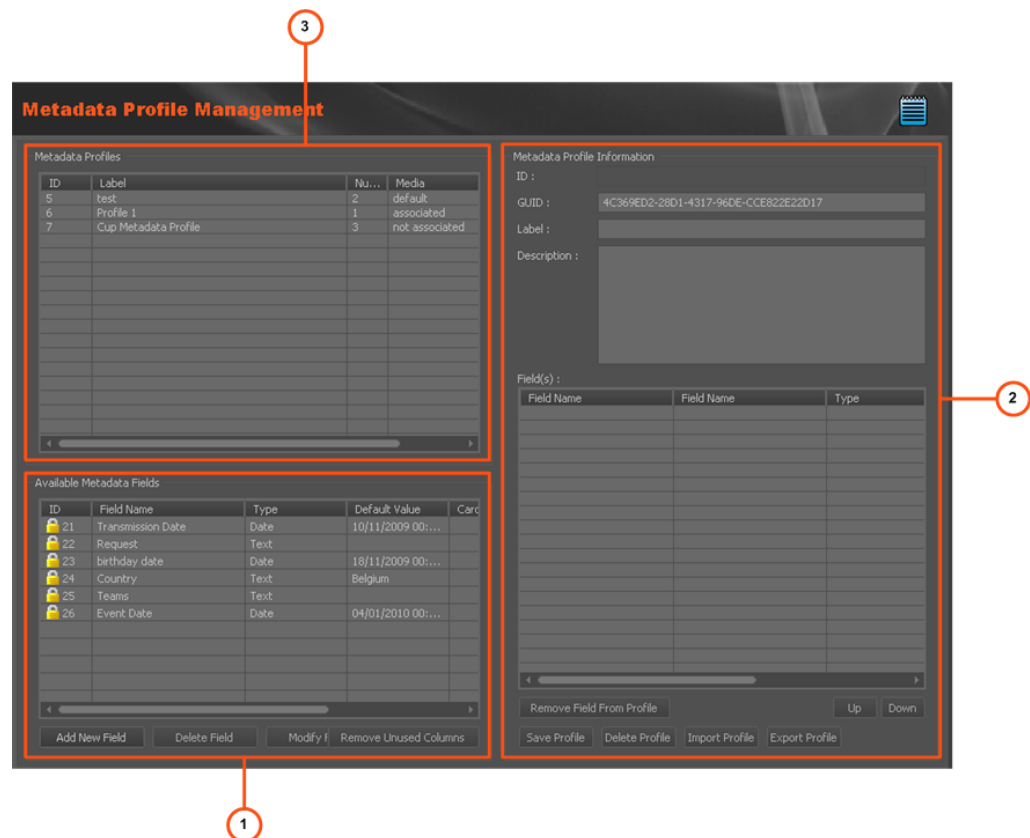 3
Metadata Profile Management
Metadata Profiles
ID Label Nu... Media
5 test 2 default
6 Profile 1 1 associated
7 Cup Metadata Profile 3 not associated
Available Metadata Fields
ID Field Name Type Default Value Card
21 Transmission Date Date 10/11/2009 00:...
22 Request Text
23 birthday date Date 18/11/2009 00:...
24 Country Text Belgium
25 Teams Text
26 Event Date Date 04/01/2010 00:...
Add New Field Delete Field Modify F Remove Unused Columns
1
Metadata Profile Information
ID :
GUID : 4C369ED2-28D1-4317-96DE-CCE822E22D17
Label :
Description :
Field(s) :
Field Name Field Name Type
Remove Field From Profile Up Down
Save Profile Delete Profile Import Profile Export Profile
2